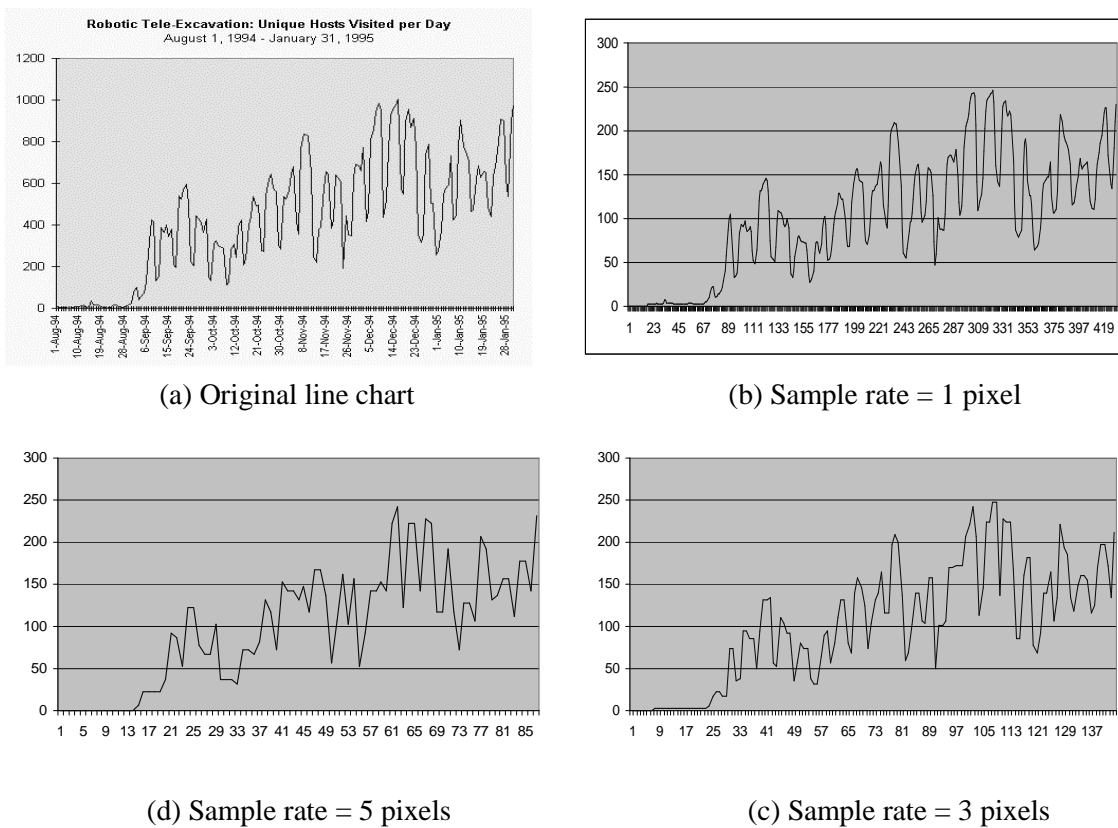 Robotic Tele-Excavation: Unique Hosts Visited per Day
August 1, 1994 - January 31, 1995
1200
1000
800
600
400
200
0
1-Aug-94
10-Aug-94
19-Aug-94
28-Aug-94
6-Sep-94
15-Sep-94
24-Sep-94
3-Oct-94
12-Oct-94
21-Oct-94
30-Oct-94
8-Nov-94
17-Nov-94
26-Nov-94
5-Dec-94
14-Dec-94
23-Dec-94
1-Jan-95
10-Jan-95
19-Jan-95
28-Jan-95
(a) Original line chart
300
250
200
150
100
50
0
1 23 45 67 89 111 133 155 177 199 221 243 265 287 309 331 353 375 397 419
(b) Sample rate = 1 pixel
300
250
200
150
100
50
0
1 5 9 13 17 21 25 29 33 37 41 45 49 53 57 61 65 69 73 77 81 85
(d) Sample rate = 5 pixels
300
250
200
150
100
50
0
1 9 17 25 33 41 49 57 65 73 81 89 97 105 113 121 129 137
(c) Sample rate = 3 pixels